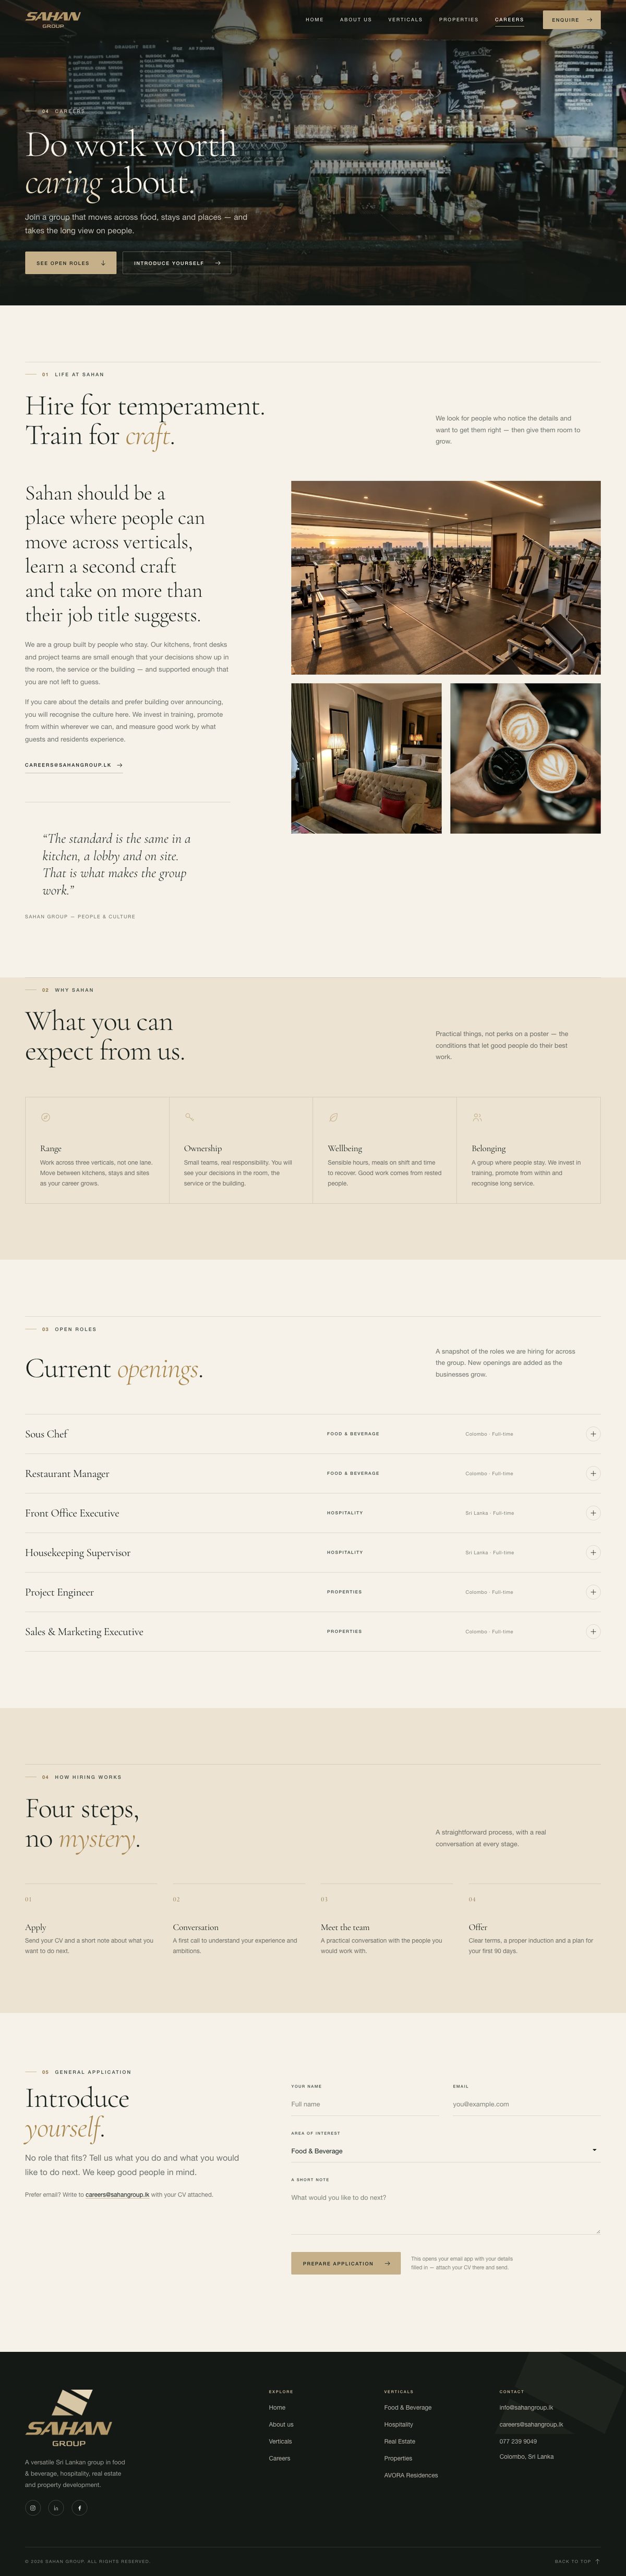 SAHAN
GROUP
HOME ABOUT US VERTICALS PROPERTIES CAREERS ENQUIRE
04 CAREERS
Do work worth
caring about.
Join a group that moves across food, stays and places — and
takes the long view on people.
SEE OPEN ROLES
INTRODUCE YOURSELF
01 LIFE AT SAHAN
Hire for temperament.
Train for craft.
We look for people who notice the details and
want to get them right — then give them room to
grow.
Sahan should be a
place where people can
move across verticals,
learn a second craft
and take on more than
their job title suggests.
We are a group built by people who stay. Our kitchens, front desks
and project teams are small enough that your decisions show up in
the room, the service or the building — and supported enough that
you are not left to guess.
If you care about the details and prefer building over announcing,
you will recognise the culture here. We invest in training, promote
from within wherever we can, and measure good work by what
guests and residents experience.
CAREERS@SAHANGROUP.LK
“The standard is the same in a
kitchen, a lobby and on site.
That is what makes the group
work.”
SAHAN GROUP — PEOPLE & CULTURE
02 WHY SAHAN
What you can
expect from us.
Practical things, not perks on a poster — the
conditions that let good people do their best
work.
Range
Work across three verticals, not one lane.
Move between kitchens, stays and sites
as your career grows.
Ownership
Small teams, real responsibility. You will
see your decisions in the room, the
service or the building.
Wellbeing
Sensible hours, meals on shift and time
to recover. Good work comes from rested
people.
Belonging
A group where people stay. We invest in
training, promote from within and
recognise long service.
03 OPEN ROLES
Current openings.
A snapshot of the roles we are hiring for across
the group. New openings are added as the
businesses grow.
Sous Chef FOOD & BEVERAGE Colombo · Full-time
Restaurant Manager FOOD & BEVERAGE Colombo · Full-time
Front Office Executive HOSPITALITY Sri Lanka · Full-time
Housekeeping Supervisor HOSPITALITY Sri Lanka · Full-time
Project Engineer PROPERTIES Colombo · Full-time
Sales & Marketing Executive PROPERTIES Colombo · Full-time
04 HOW HIRING WORKS
Four steps,
no mystery.
A straightforward process, with a real
conversation at every stage.
01
Apply
Send your CV and a short note about what you
want to do next.
02
Conversation
A first call to understand your experience and
ambitions.
03
Meet the team
A practical conversation with the people you
would work with.
04
Offer
Clear terms, a proper induction and a plan for
your first 90 days.
05 GENERAL APPLICATION
Introduce
yourself.
No role that fits? Tell us what you do and what you would
like to do next. We keep good people in mind.
Prefer email? Write to careers@sahangroup.lk with your CV attached.
YOUR NAME
Full name
EMAIL
you@example.com
AREA OF INTEREST
Food & Beverage
A SHORT NOTE
What would you like to do next?
PREPARE APPLICATION
This opens your email app with your details
filled in — attach your CV there and send.
SAHAN
GROUP
A versatile Sri Lankan group in food
& beverage, hospitality, real estate
and property development.
EXPLORE
Home
About us
Verticals
Careers
VERTICALS
Food & Beverage
Hospitality
Real Estate
Properties
AVORA Residences
CONTACT
info@sahangroup.lk
careers@sahangroup.lk
077 239 9049
Colombo, Sri Lanka
SAHAN GROUP. ALL RIGHTS RESERVED.
BACK TO TOP